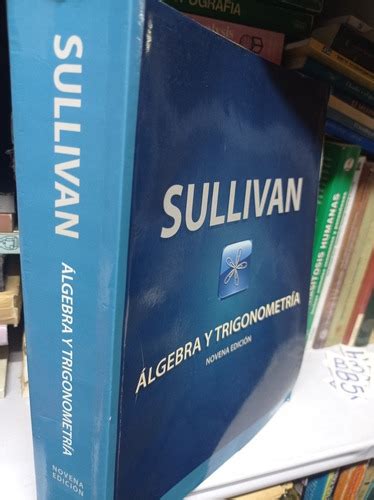 SULLIVAN
ÁLGEBRA Y TRIGONOMETRÍA
NOVENA
EDICIÓN
SULLIVAN
ÁLGEBRA Y TRIGONOMETRÍA
NOVENA EDICIÓN